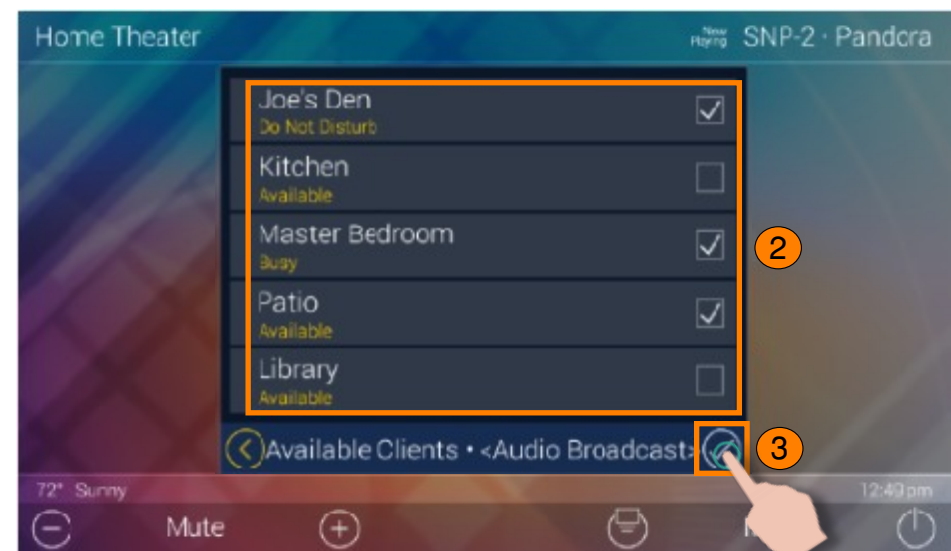 Home Theater
Now
Playing
SNP-2 · Pandora
Joe's Den
Do Not Disturb
Kitchen
Available
Master Bedroom
Busy
2
Patio
Available
Library
Available
Available Clients • <Audio Broadcast>
3
72° Sunny
12:49 pm
Mute